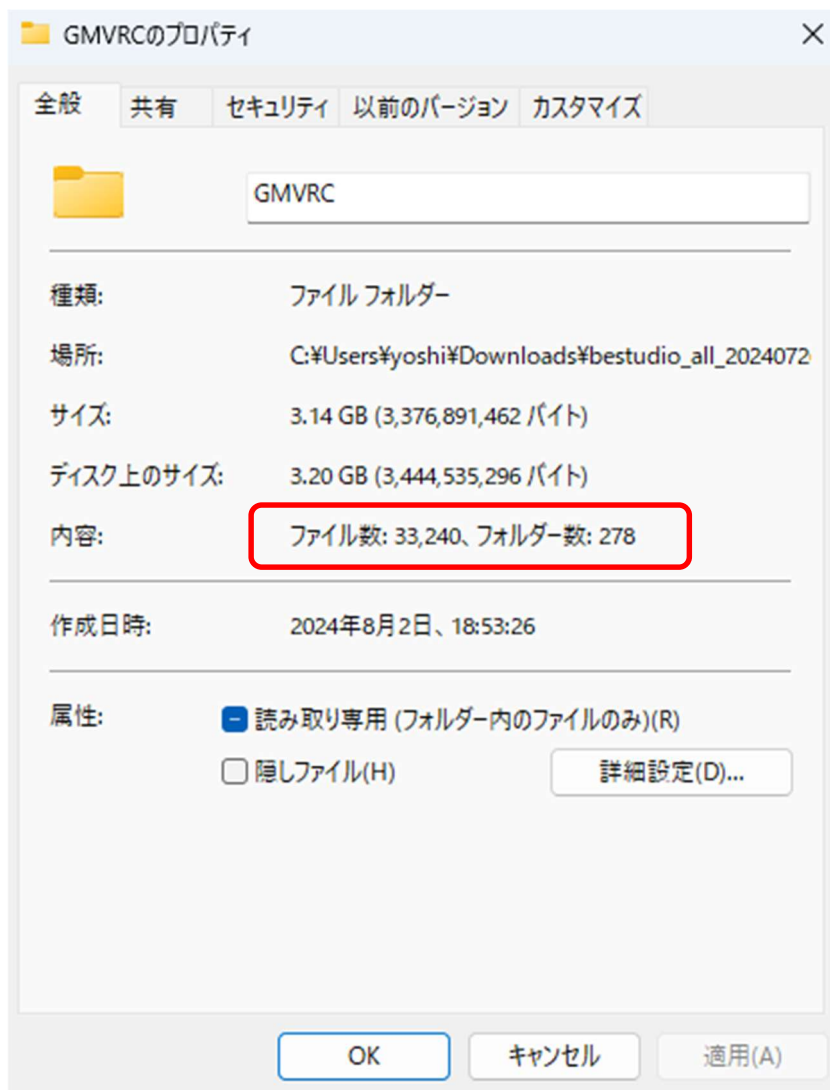 GMVRCのプロパティ
全般 共有 セキュリティ 以前のバージョン カスタマイズ
GMVRC
種類: ファイル フォルダー
場所: C:¥Users¥yoshi¥Downloads¥bestudio_all_2024072
サイズ: 3.14 GB (3,376,891,462 バイト)
ディスク上のサイズ: 3.20 GB (3,444,535,296 バイト)
内容: ファイル数: 33,240、フォルダー数: 278
作成日時: 2024年8月2日、18:53:26
属性: 読み取り専用 (フォルダー内のファイルのみ)(R)
隠しファイル(H) 詳細設定(D)...
OK キャンセル 適用(A)